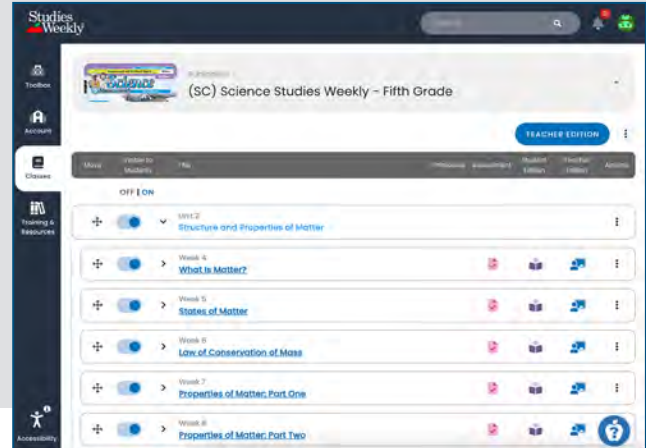 Studies
Weekly
Search
Toolbox
Account
Classes
Training &
Resources
Accessibility
Science
(SC) Science Studies Weekly - Fifth Grade
TEACHER EDITION
Move
Visible to
Students
Title
Assessment
Student
Edition
Teacher
Edition
Actions
OFF | ON
Unit 2
Structure and Properties of Matter
Week 4
What Is Matter?
Week 5
States of Matter
Week 6
Law of Conservation of Mass
Week 7
Properties of Matter: Part One
Week 8
Properties of Matter: Part Two